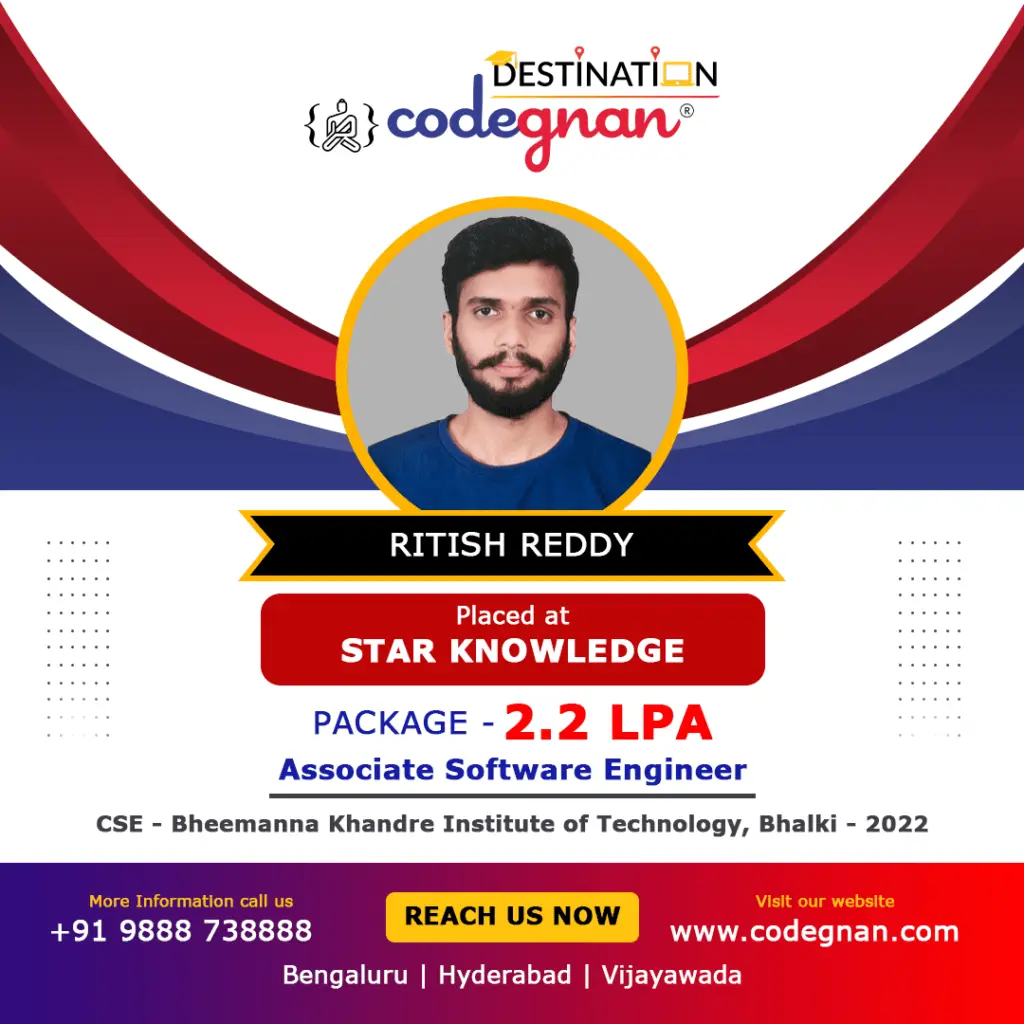 DESTINATION
codegnan®
RITISH REDDY
Placed at
STAR KNOWLEDGE
PACKAGE - 2.2 LPA
Associate Software Engineer
CSE - Bheemanna Khandre Institute of Technology, Bhalki - 2022
More Information call us
+91 9888 738888
REACH US NOW
Visit our website
www.codegnan.com
Bengaluru | Hyderabad | Vijayawada